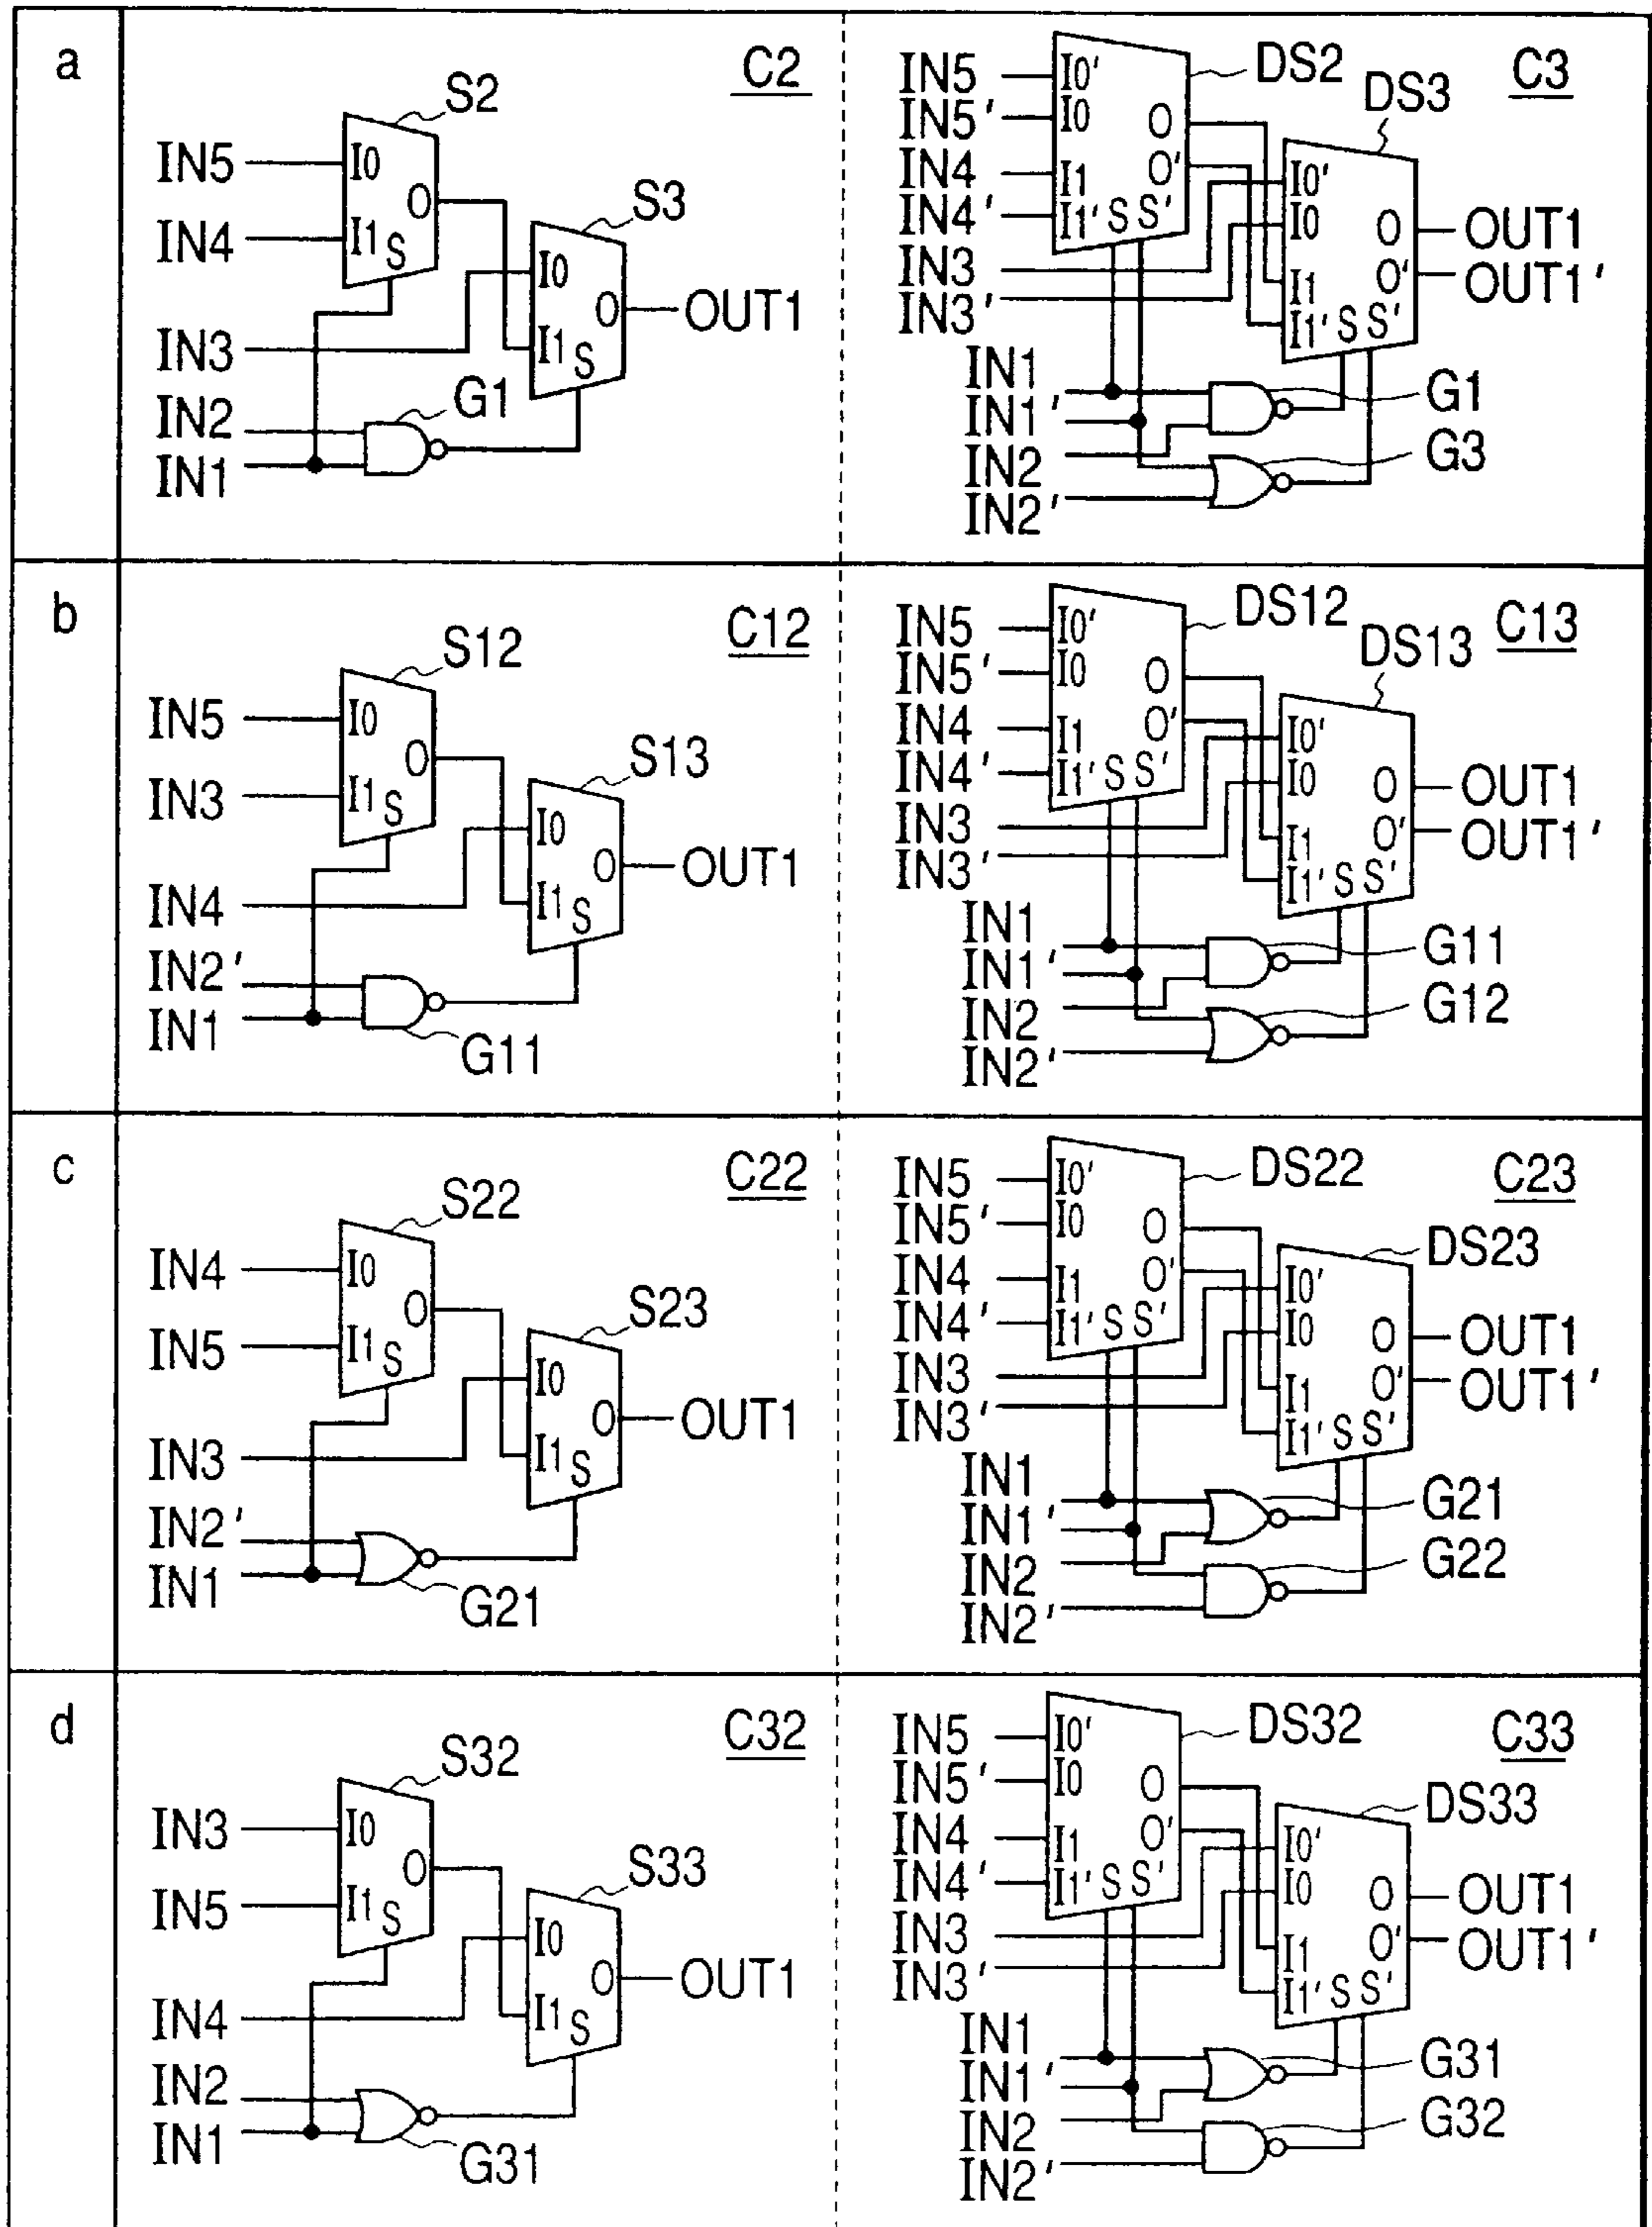 a
C2
S2
IN5
I0
O
IN4
I1
S
S3
I0
IN3
O
OUT1
I1
S
IN2
G1
IN1
C3
DS2
IN5
I0'
DS3
IN5'
I0
O
IN4
I1
O'
I0'
IN4'
I1'
S
S'
I0
O
OUT1
IN3
O'
OUT1'
IN3'
I1
I1'
S
S'
IN1
G1
IN1'
IN2
G3
IN2'
b
C12
S12
IN5
I0
O
IN3
I1
S
S13
I0
IN4
O
OUT1
I1
S
IN2'
IN1
G11
C13
DS12
IN5
I0'
DS13
IN5'
I0
O
IN4
I1
O'
I0'
IN4'
I1'
S
S'
I0
O
OUT1
IN3
O'
OUT1'
IN3'
I1
I1'
S
S'
IN1
G11
IN1'
IN2
G12
IN2'
c
C22
S22
IN4
I0
O
IN5
I1
S
S23
I0
IN3
O
OUT1
I1
S
IN2'
IN1
G21
C23
DS22
IN5
I0'
IN5'
I0
O
DS23
IN4
I1
O'
I0'
IN4'
I1'
S
S'
I0
O
OUT1
IN3
O'
OUT1'
IN3'
I1
I1'
S
S'
IN1
G21
IN1'
IN2
G22
IN2'
d
C32
S32
IN3
I0
O
IN5
I1
S
S33
I0
IN4
O
OUT1
I1
S
IN2
IN1
G31
C33
DS32
IN5
I0'
IN5'
I0
O
DS33
IN4
I1
O'
I0'
IN4'
I1'
S
S'
I0
O
OUT1
IN3
O'
OUT1'
IN3'
I1
I1'
S
S'
IN1
G31
IN1'
IN2
G32
IN2'